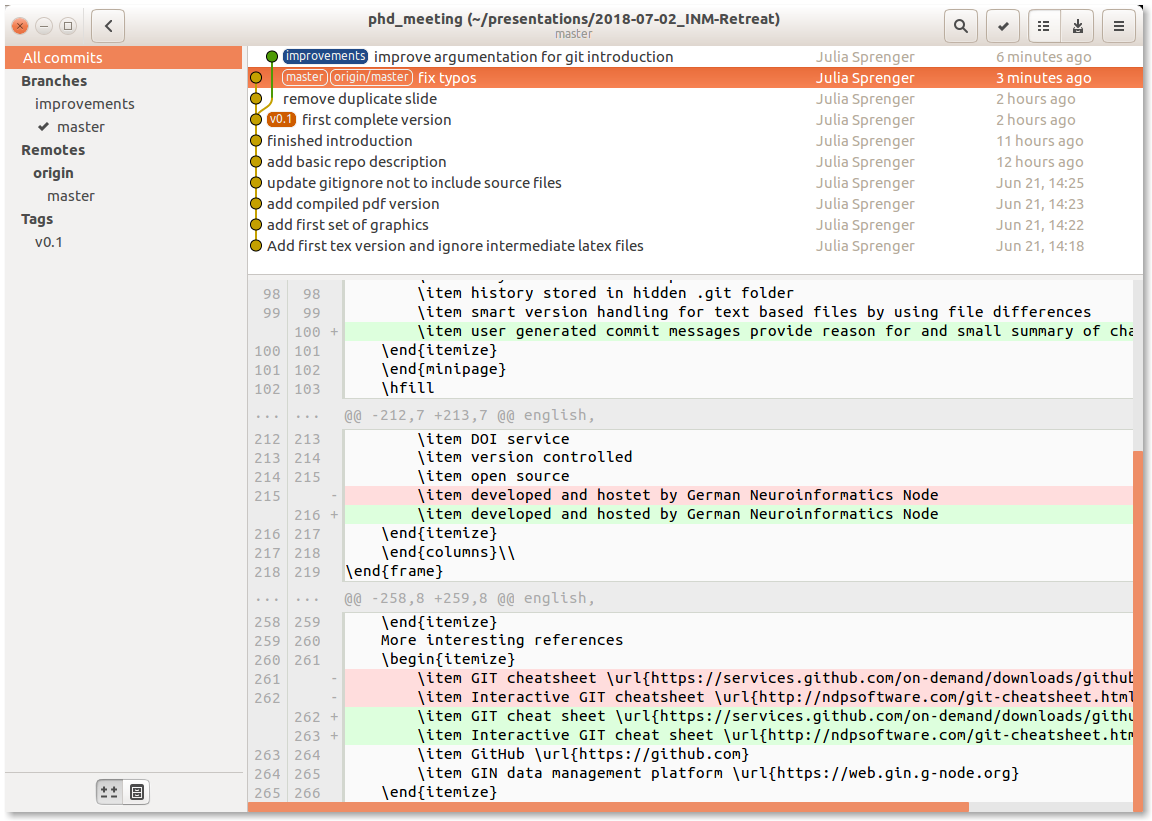 phd_meeting (~/presentations/2018-07-02_INM-Retreat)
master
All commits
Branches
improvements
master
Remotes
origin
master
Tags
v0.1
improvements improve argumentation for git introduction Julia Sprenger 6 minutes ago
master origin/master fix typos Julia Sprenger 3 minutes ago
remove duplicate slide Julia Sprenger 2 hours ago
v0.1 first complete version Julia Sprenger 2 hours ago
finished introduction Julia Sprenger 11 hours ago
add basic repo description Julia Sprenger 12 hours ago
update gitignore not to include source files Julia Sprenger Jun 21, 14:25
add compiled pdf version Julia Sprenger Jun 21, 14:23
add first set of graphics Julia Sprenger Jun 21, 14:22
Add first tex version and ignore intermediate latex files Julia Sprenger Jun 21, 14:18
98 98 \item history stored in hidden .git folder
99 99 \item smart version handling for text based files by using file differences
100 + \item user generated commit messages provide reason for and small summary of cha
100 101 \end{itemize}
101 102 \end{minipage}
102 103 \hfill
... ... @@ -212,7 +213,7 @@ english,
212 213 \item DOI service
213 214 \item version controlled
214 215 \item open source
215 - \item developed and hostet by German Neuroinformatics Node
216 + \item developed and hosted by German Neuroinformatics Node
216 217 \end{itemize}
217 218 \end{columns}\\
218 219 \end{frame}
... ... @@ -258,8 +259,8 @@ english,
258 259 \end{itemize}
259 260 More interesting references
260 261 \begin{itemize}
261 - \item GIT cheatsheet \url{https://services.github.com/on-demand/downloads/github
262 - \item Interactive GIT cheatsheet \url{http://ndpsoftware.com/git-cheatsheet.html
262 + \item GIT cheat sheet \url{https://services.github.com/on-demand/downloads/githu
263 + \item Interactive GIT cheat sheet \url{http://ndpsoftware.com/git-cheatsheet.htm
263 264 \item GitHub \url{https://github.com}
264 265 \item GIN data management platform \url{https://web.gin.g-node.org}
265 266 \end{itemize}